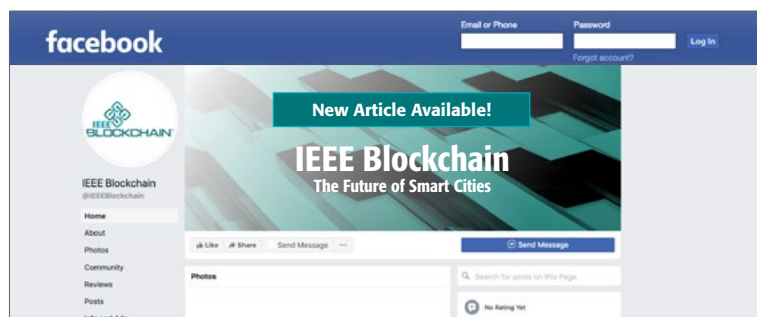 facebook
Email or Phone
Password
Log In
Forgot account?
IEEE
BLOCKCHAIN
IEEE Blockchain
@IEEEBlockchain
Home
About
Photos
Community
Reviews
Posts
New Article Available!
IEEE Blockchain
The Future of Smart Cities
Like
Share
Send Message
Send Message
Photos
Search for posts on this Page
No Rating Yet